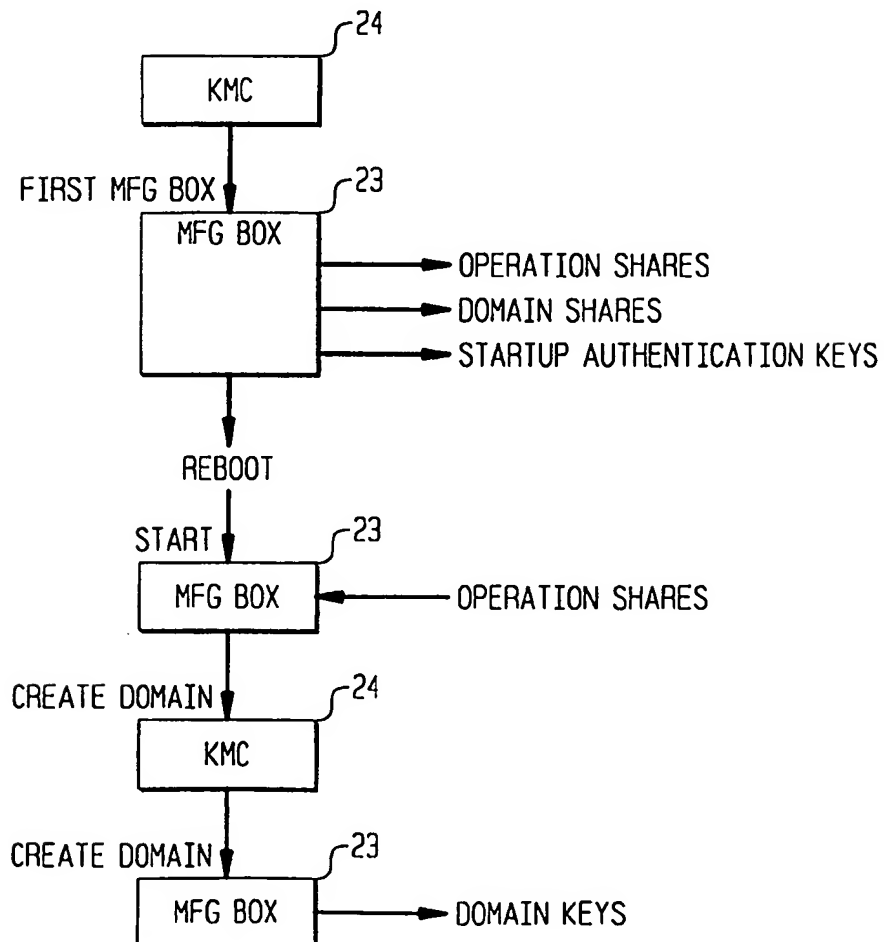 24
KMC
FIRST MFG BOX
23
MFG BOX
OPERATION SHARES
DOMAIN SHARES
STARTUP AUTHENTICATION KEYS
REBOOT
START
23
MFG BOX
OPERATION SHARES
CREATE DOMAIN
24
KMC
CREATE DOMAIN
23
MFG BOX
DOMAIN KEYS